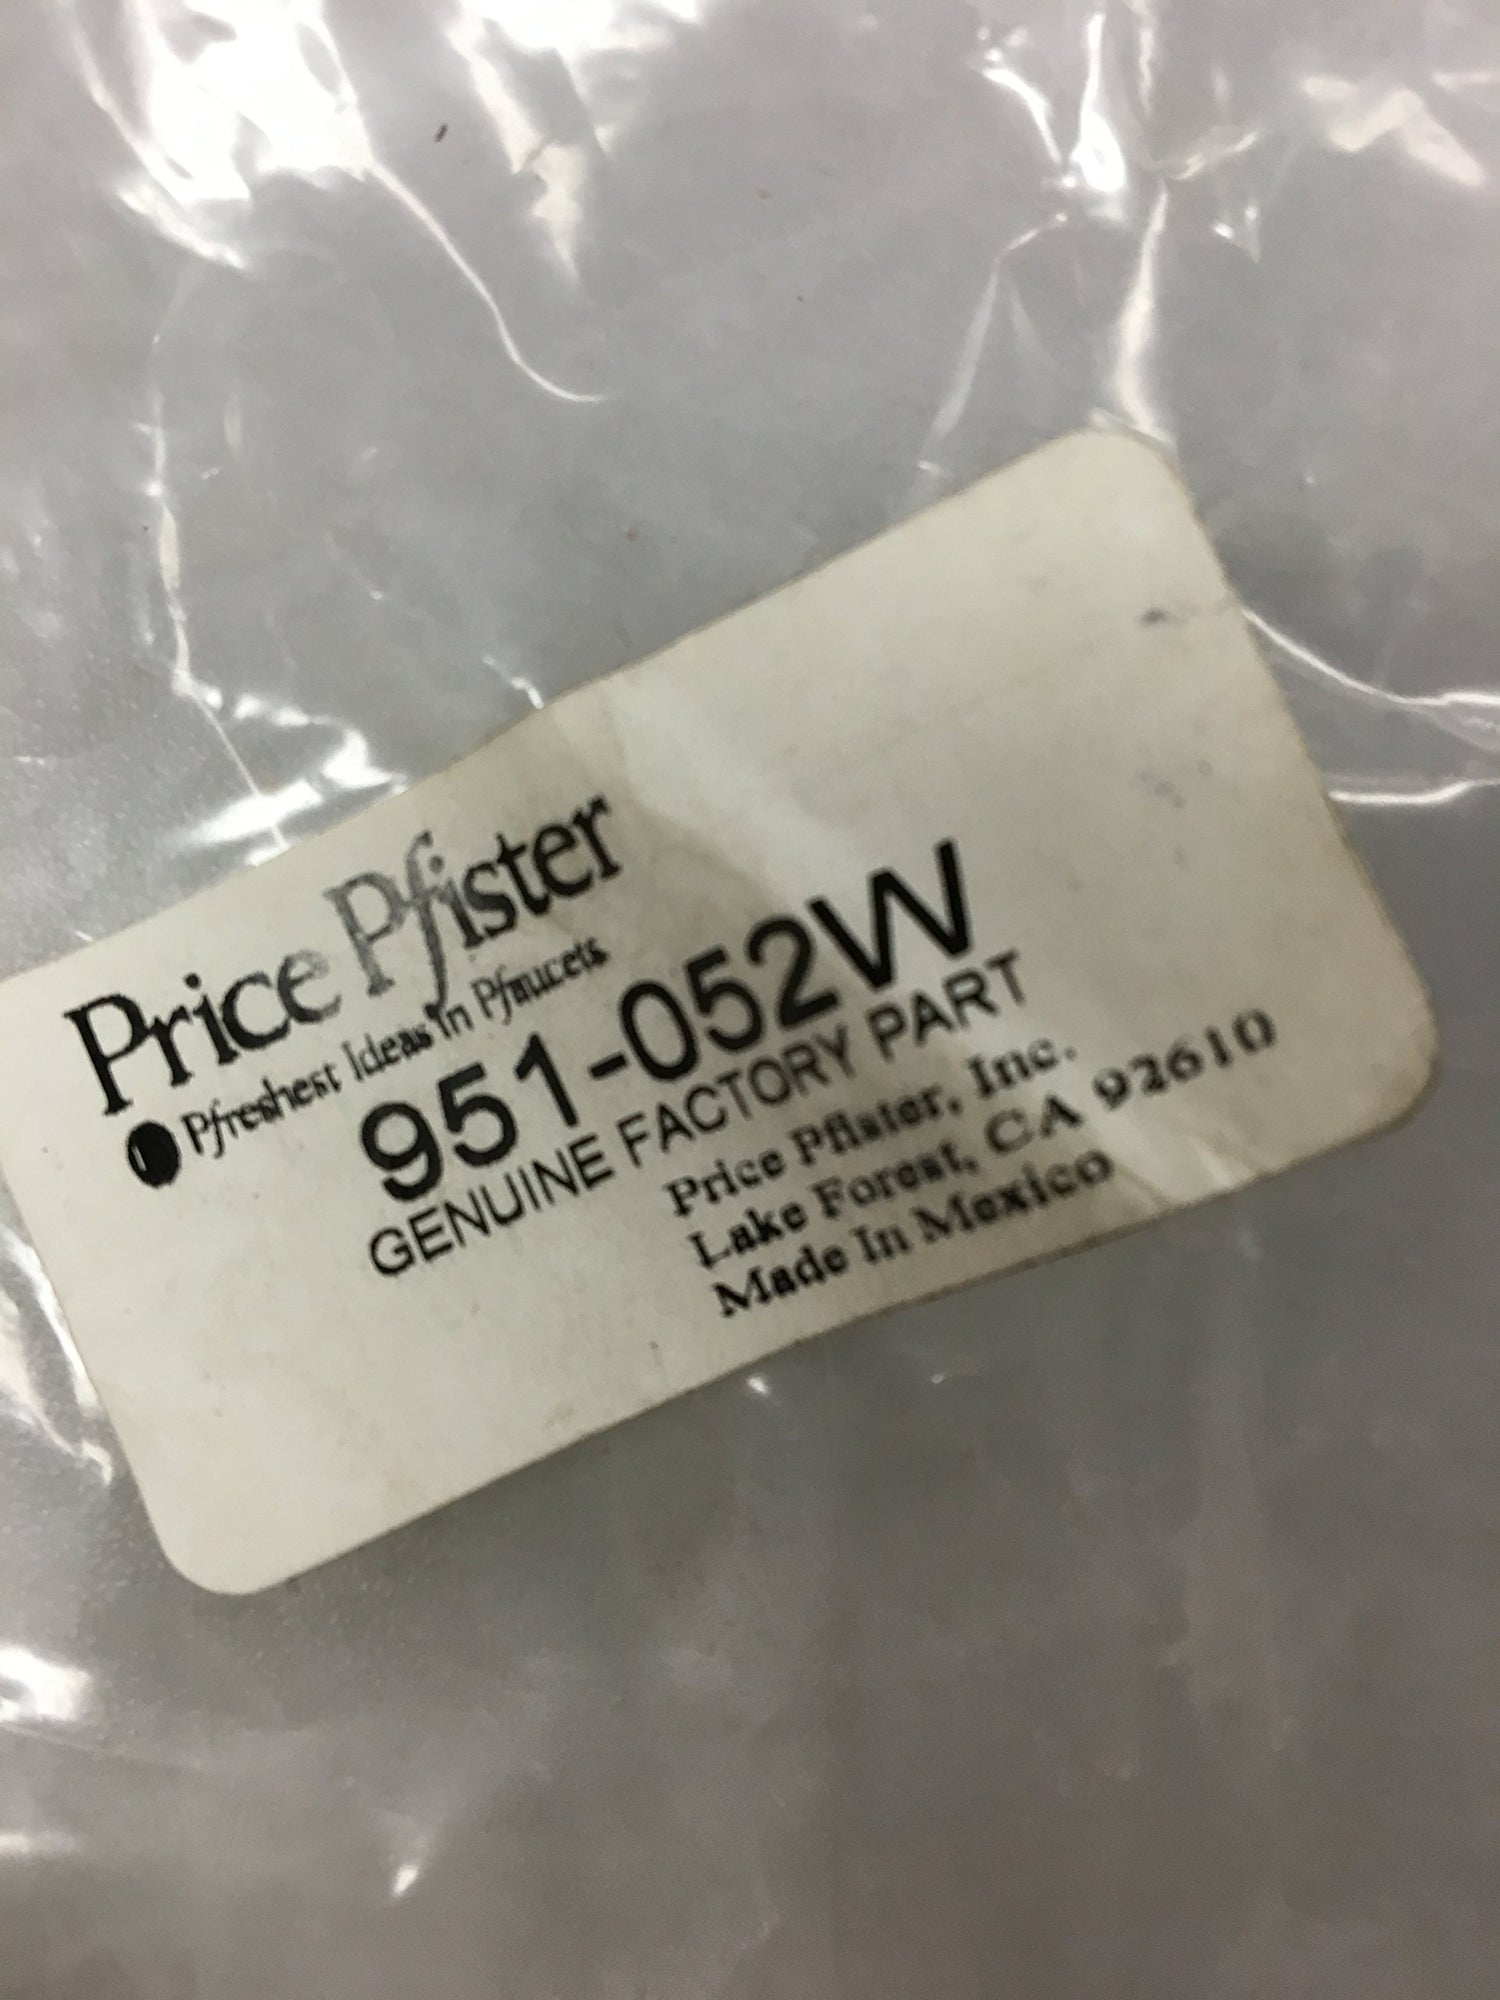 Price Pfister
Pfreshest Ideas in Pfaucets
951-052W
GENUINE FACTORY PART
Price Pfister, Inc.
Lake Forest, CA 92610
Made In Mexico